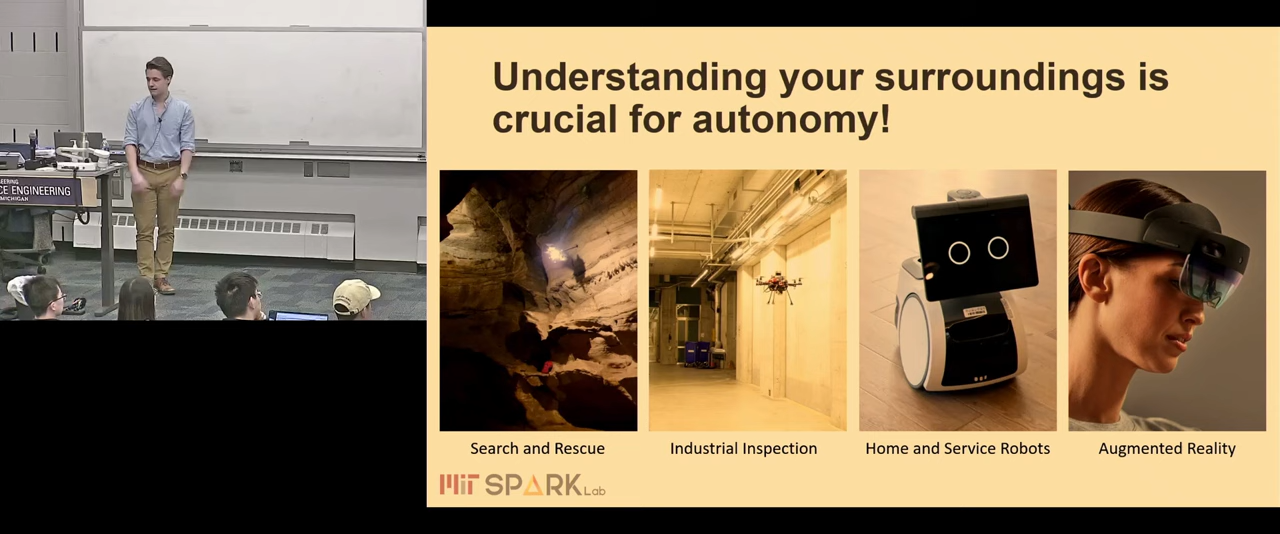 Understanding your surroundings is
crucial for autonomy!
Search and Rescue
Industrial Inspection
Home and Service Robots
Augmented Reality
MIT SPARK Lab
CE ENGINEERING
MICHIGAN